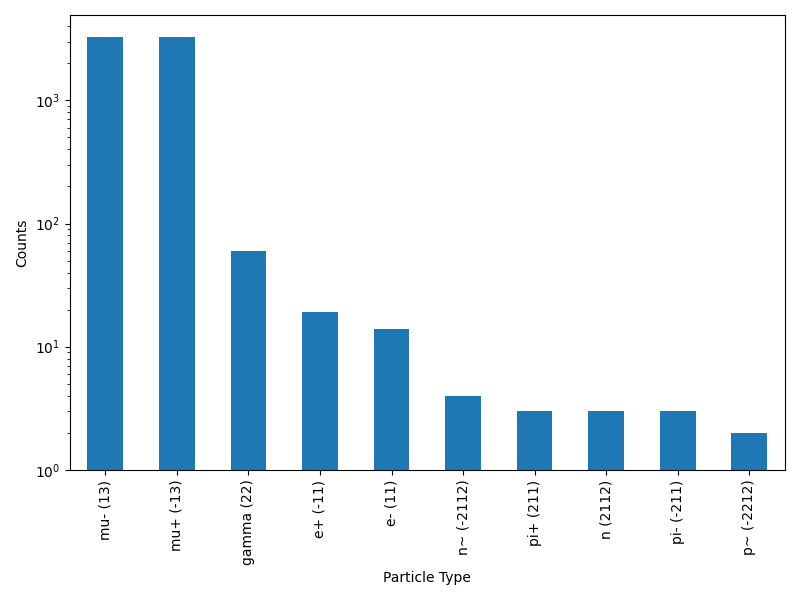 Counts
10^3
10^2
10^1
10^0
mu- (13)
mu+ (-13)
gamma (22)
e+ (-11)
e- (11)
n~ (-2112)
pi+ (211)
n (2112)
pi- (-211)
p~ (-2212)
Particle Type